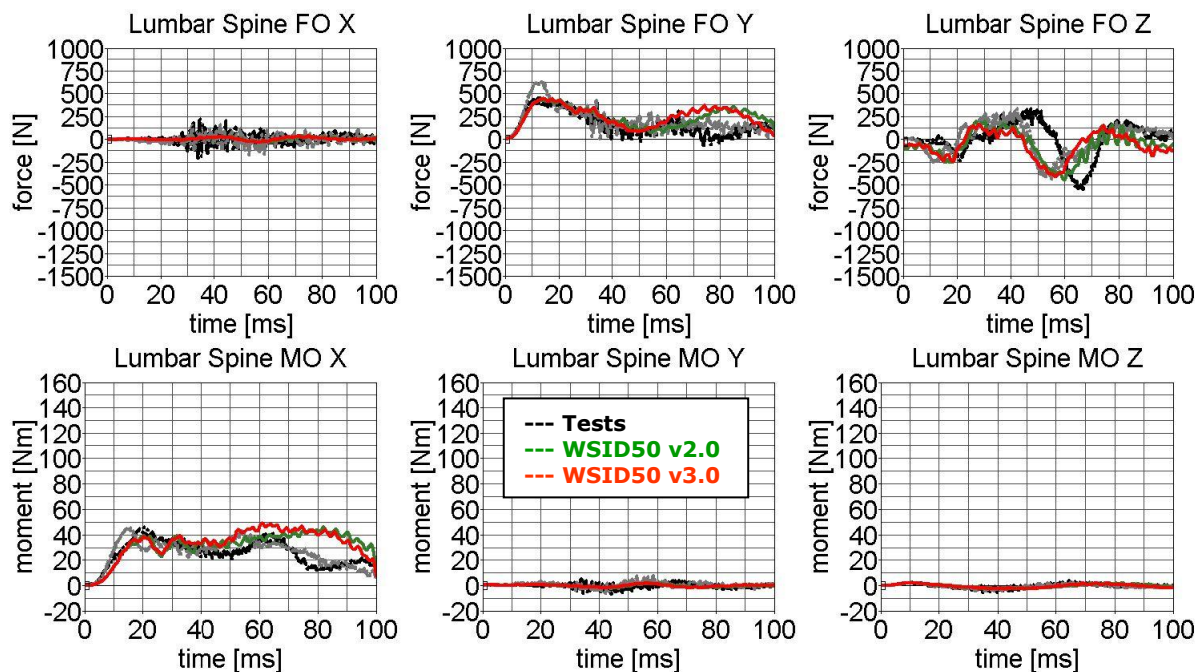 Lumbar Spine FO X
Lumbar Spine FO Y
Lumbar Spine FO Z
force [N]
1000
750
500
250
0
-250
-500
-750
-1000
-1250
-1500
0 20 40 60 80 100
time [ms]
force [N]
1000
750
500
250
0
-250
-500
-750
-1000
-1250
-1500
0 20 40 60 80 100
time [ms]
force [N]
1000
750
500
250
0
-250
-500
-750
-1000
-1250
-1500
0 20 40 60 80 100
time [ms]
Lumbar Spine MO X
Lumbar Spine MO Y
Lumbar Spine MO Z
moment [Nm]
160
140
120
100
80
60
40
20
0
-20
0 20 40 60 80 100
time [ms]
moment [Nm]
160
140
120
100
80
60
40
20
0
-20
Tests
WSID50 v2.0
WSID50 v3.0
0 20 40 60 80 100
time [ms]
moment [Nm]
160
140
120
100
80
60
40
20
0
-20
0 20 40 60 80 100
time [ms]